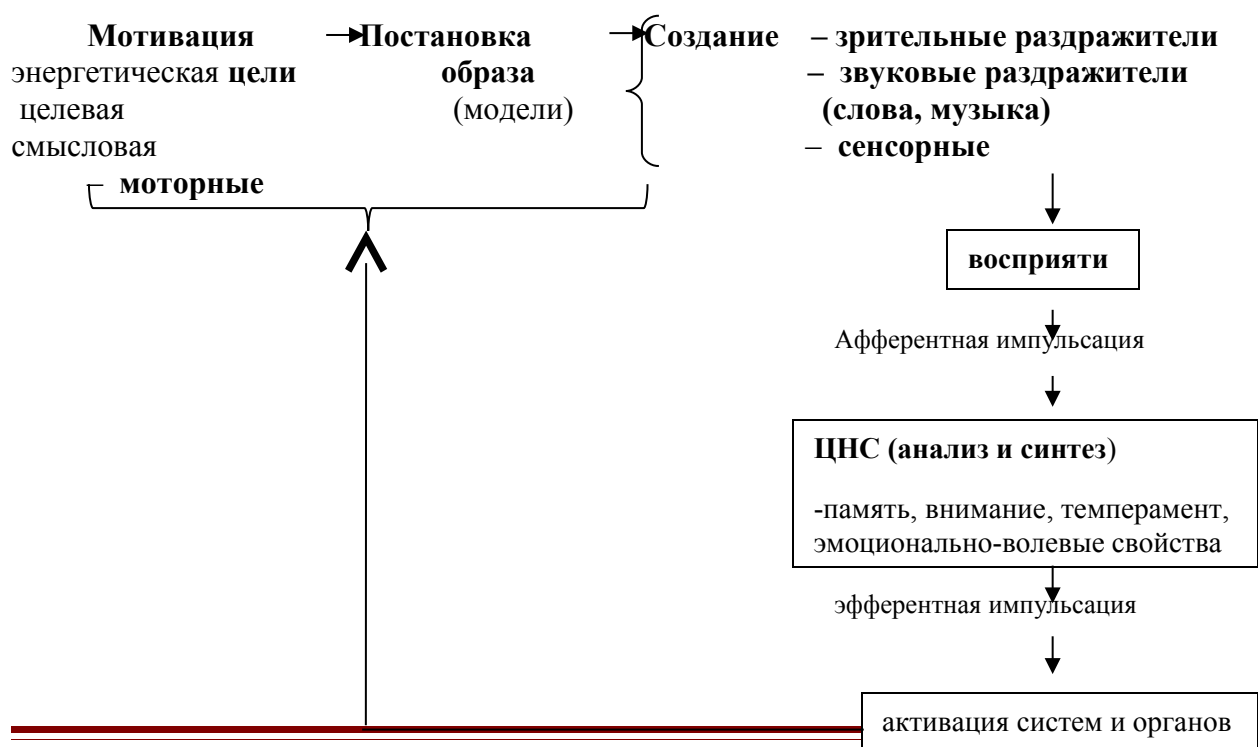 Мотивация Постановка Создание – зрительные раздражители
энергетическая цели образа – звуковые раздражители
целевая (модели) (слова, музыка)
смысловая – сенсорные
– моторные
восприяти
Афферентная импульсация
ЦНС (анализ и синтез)
-память, внимание, темперамент,
эмоционально-волевые свойства
эфферентная импульсация
активация систем и органов